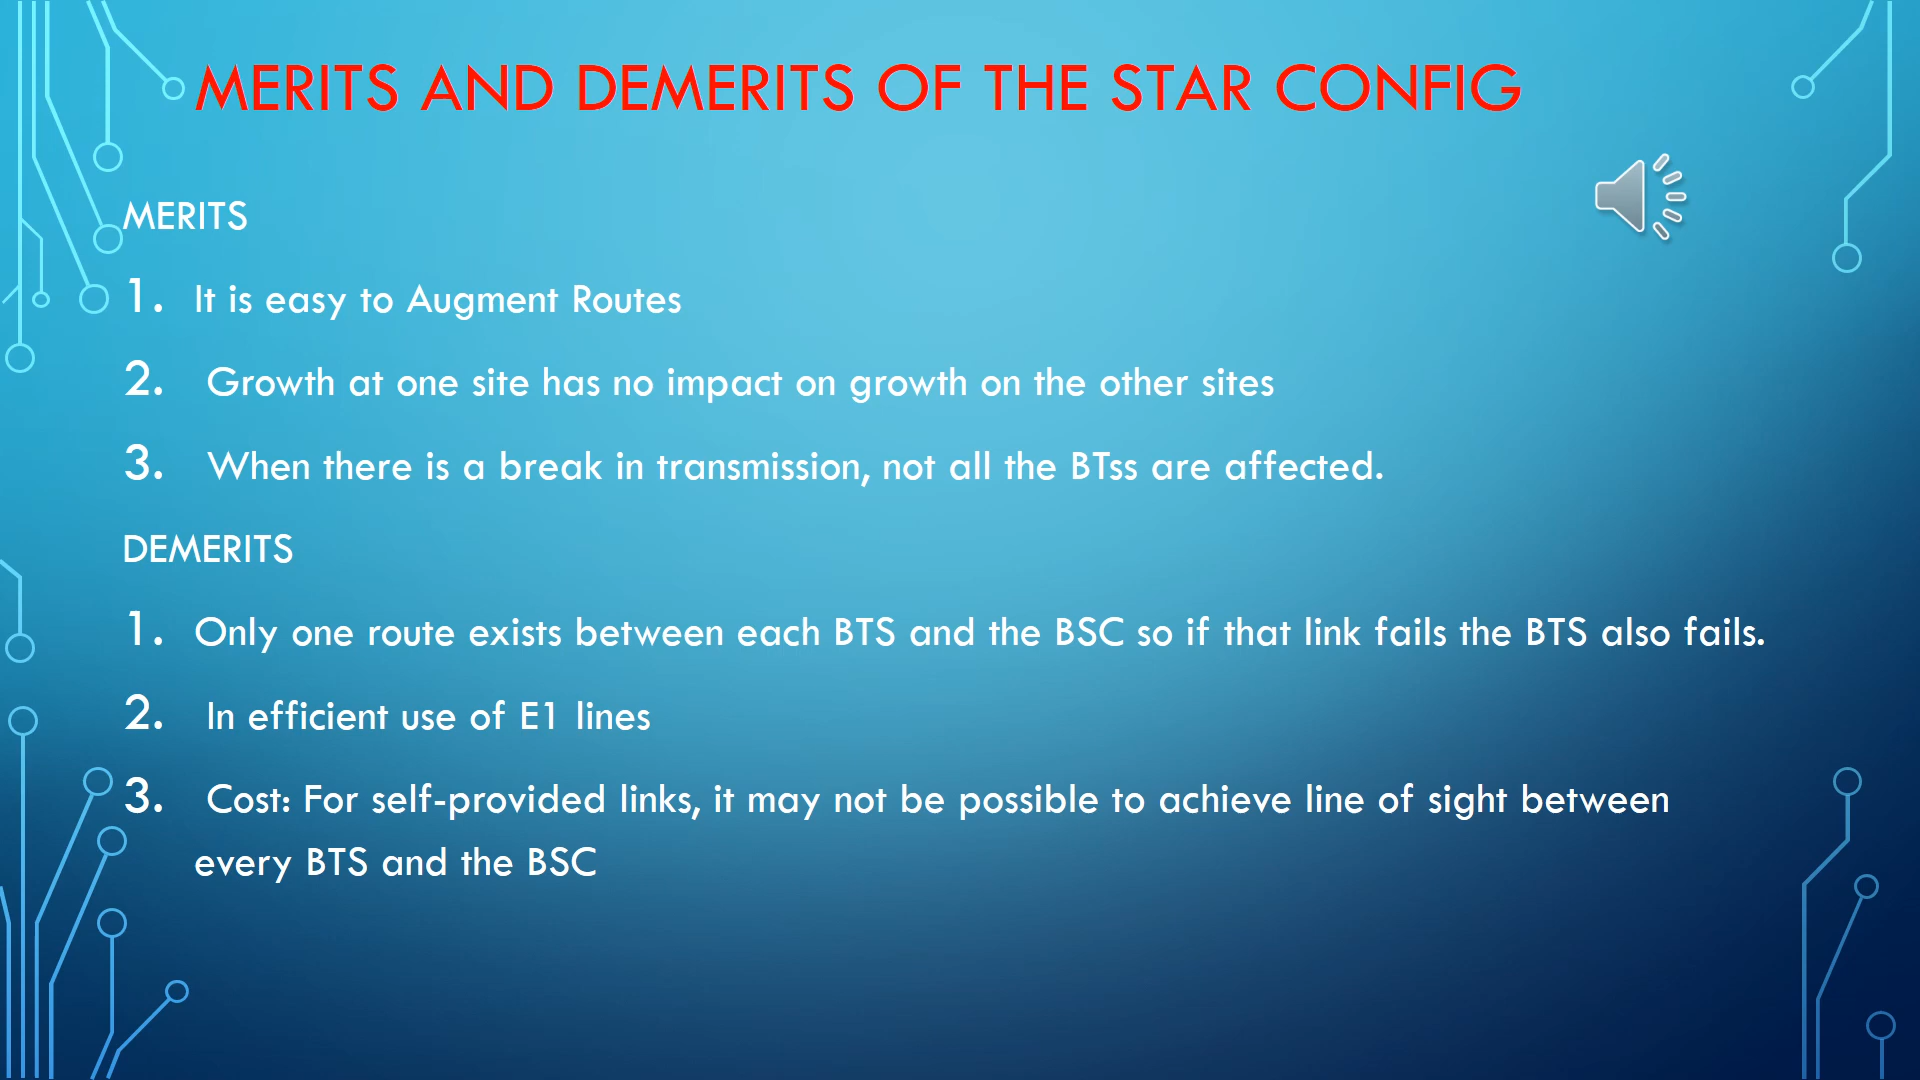 MERITS AND DEMERITS OF THE STAR CONFIG
MERITS
1. It is easy to Augment Routes
2. Growth at one site has no impact on growth on the other sites
3. When there is a break in transmission, not all the BTss are affected.
DEMERITS
1. Only one route exists between each BTS and the BSC so if that link fails the BTS also fails.
2. In efficient use of E1 lines
3. Cost: For self-provided links, it may not be possible to achieve line of sight between
every BTS and the BSC